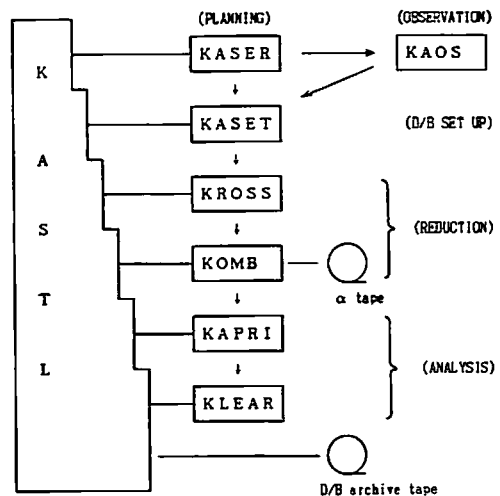 (PLANNING) (OBSERVATION)
KASER KAOS
KASET (D/B SET UP)
KROSS
(REDUCTION)
KOMB
α tape
KAPRI
(ANALYSIS)
KLEAR
D/B archive tape
K
A
S
T
L